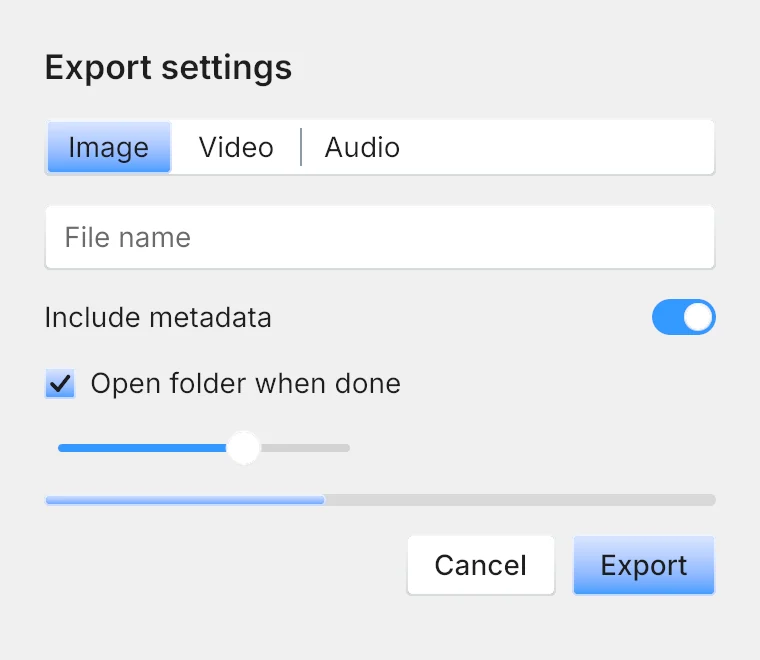 Export settings
Image Video Audio
File name
Include metadata
Open folder when done
Cancel Export